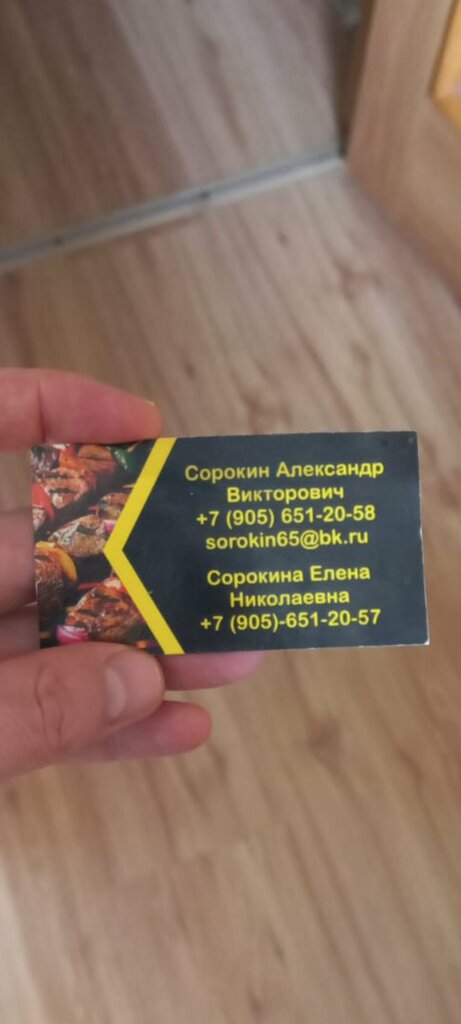 Сорокин Александр
Викторович
+7 (905) 651-20-58
sorokin65@bk.ru
Сорокина Елена
Николаевна
+7 (905)-651-20-57